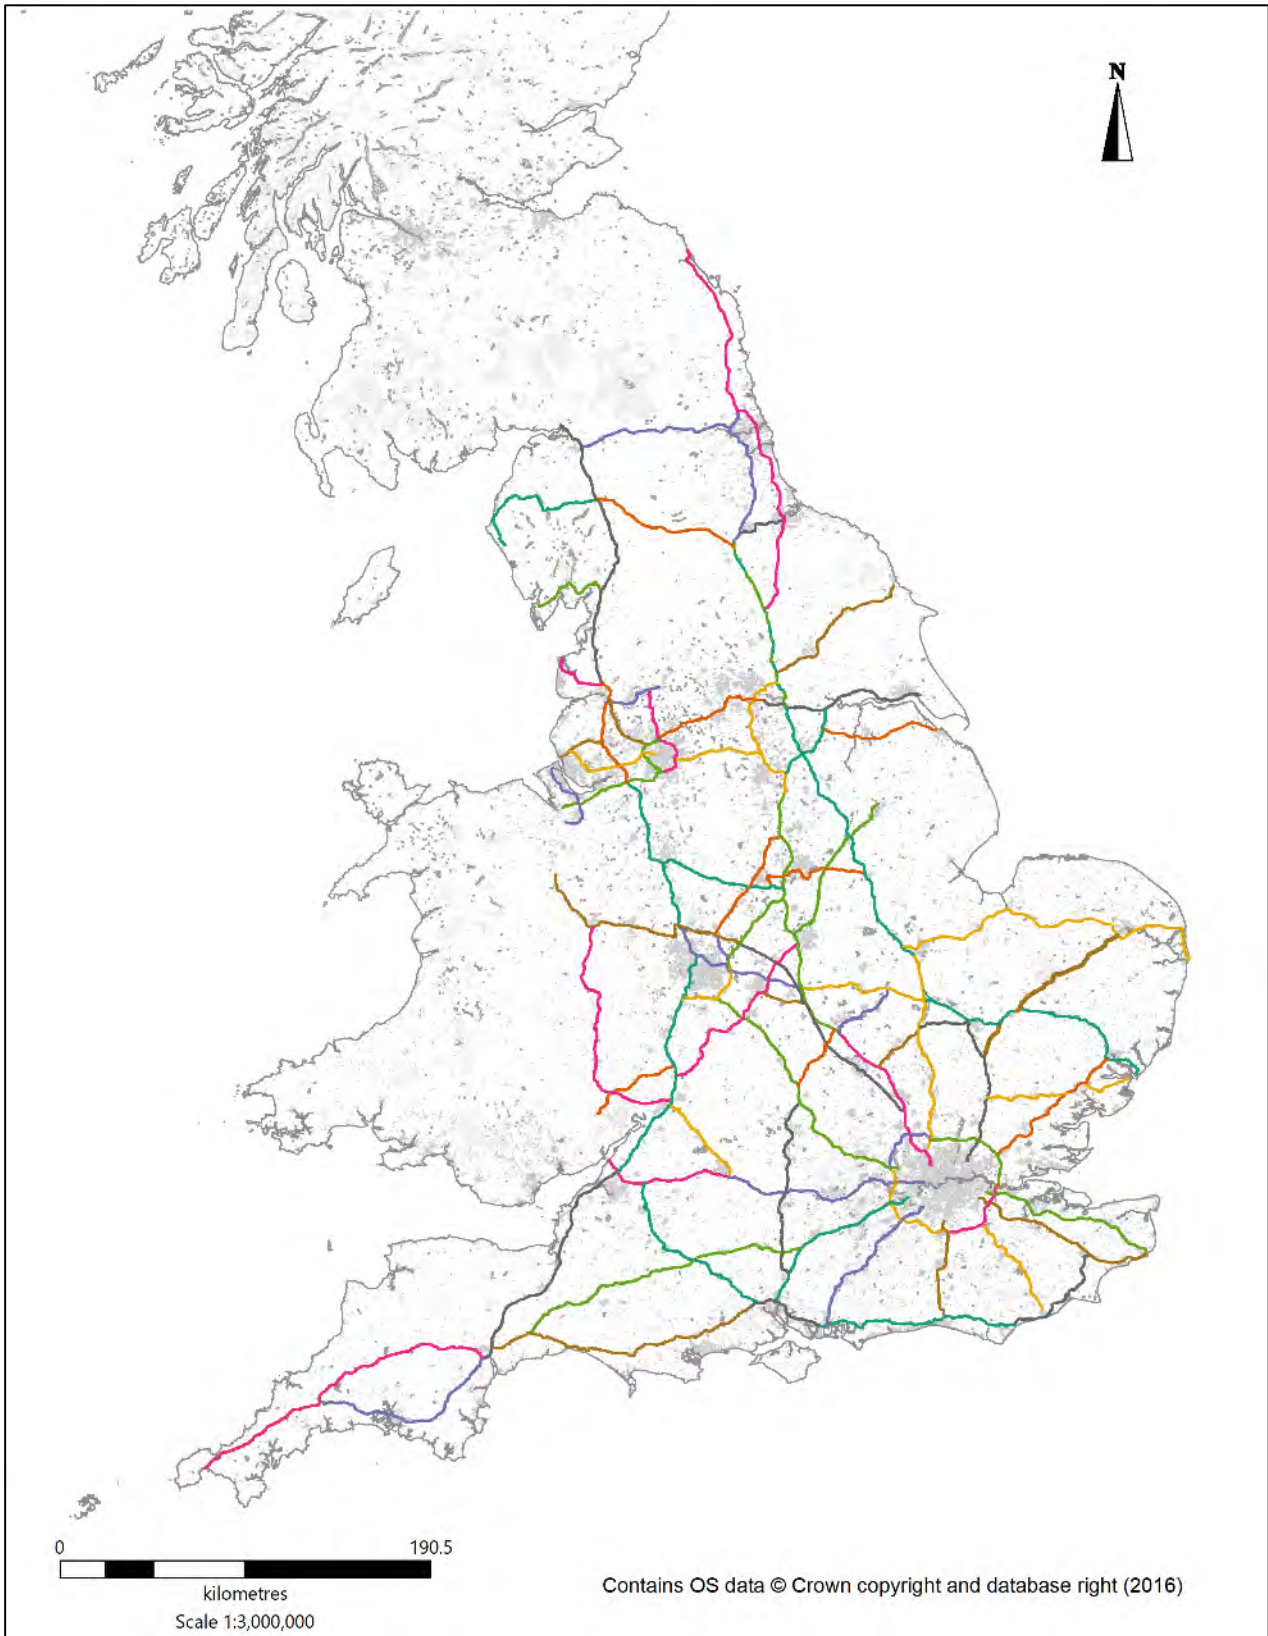 N
0 190.5
kilometres
Scale 1:3,000,000
Contains OS data © Crown copyright and database right (2016)